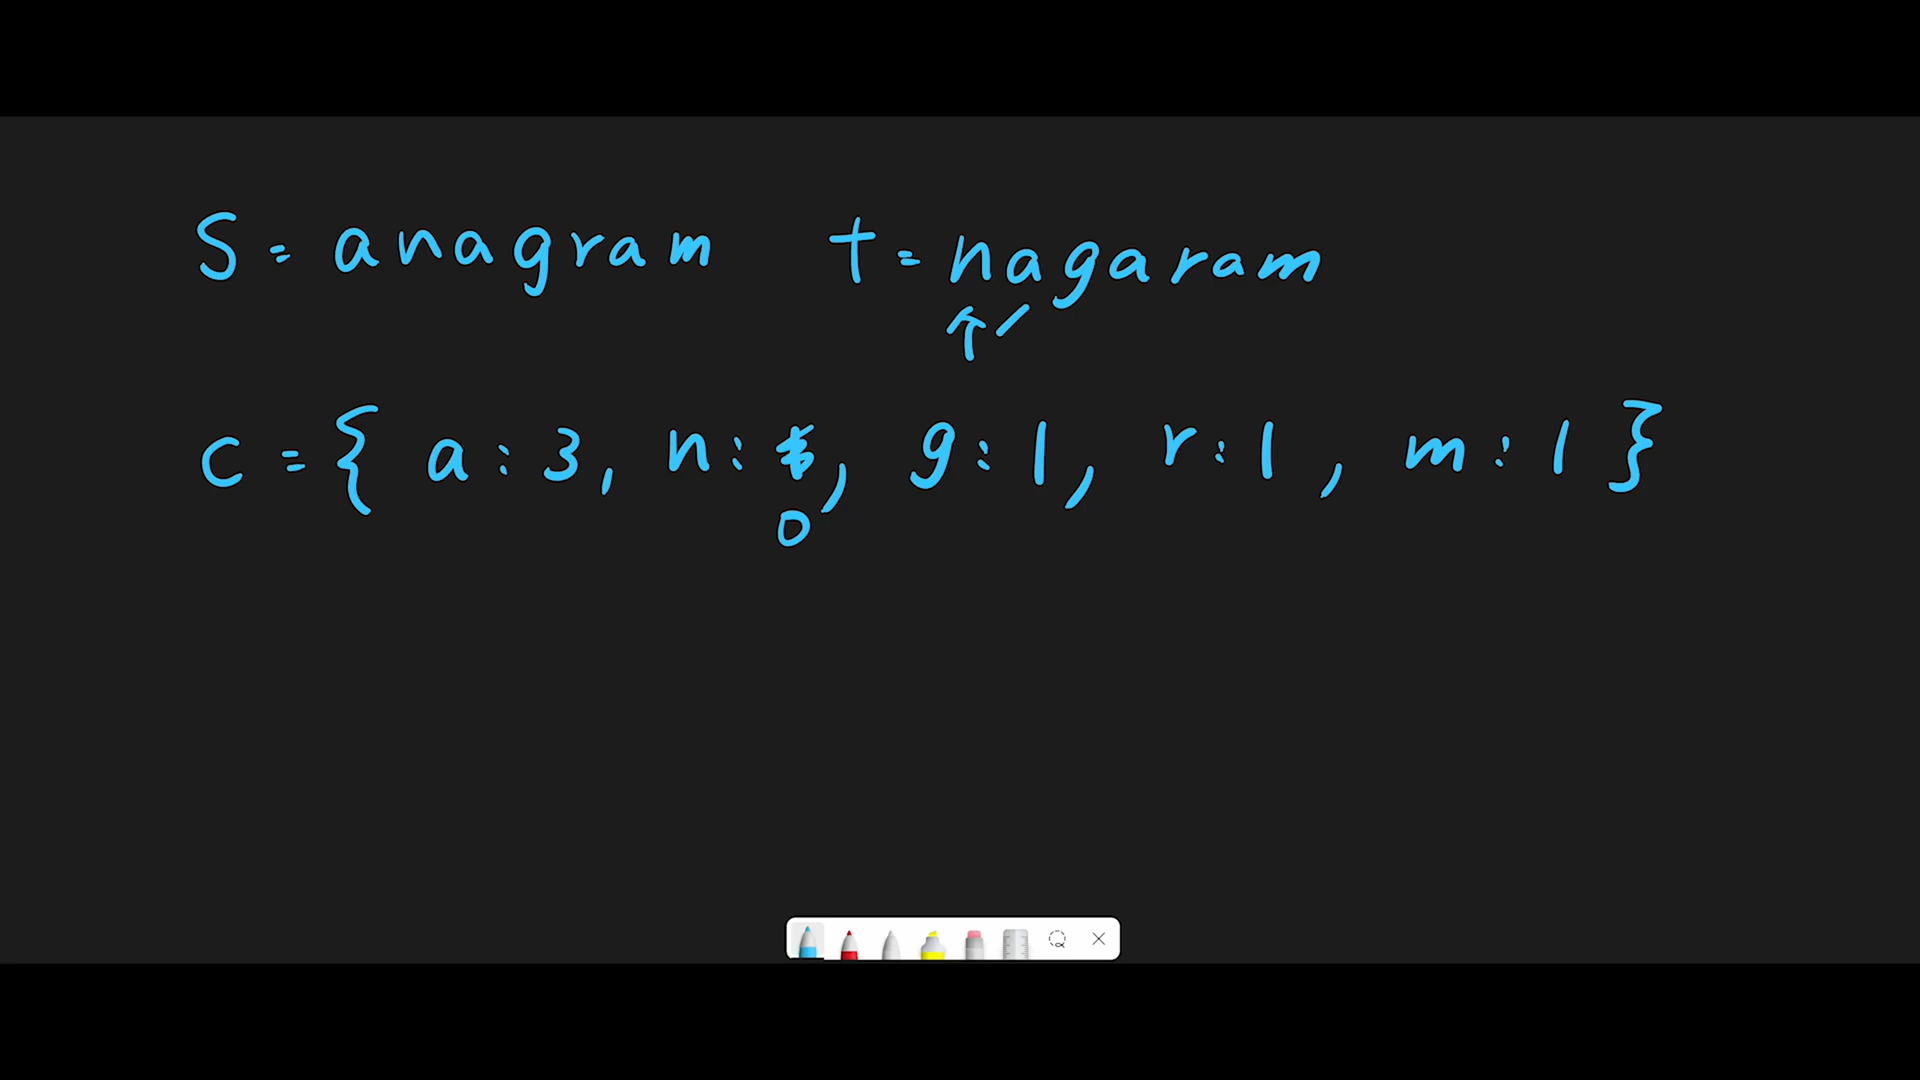 S = anagram t = nagaram
c = { a : 3, n : , g : 1, r : 1, m : 1 }
0